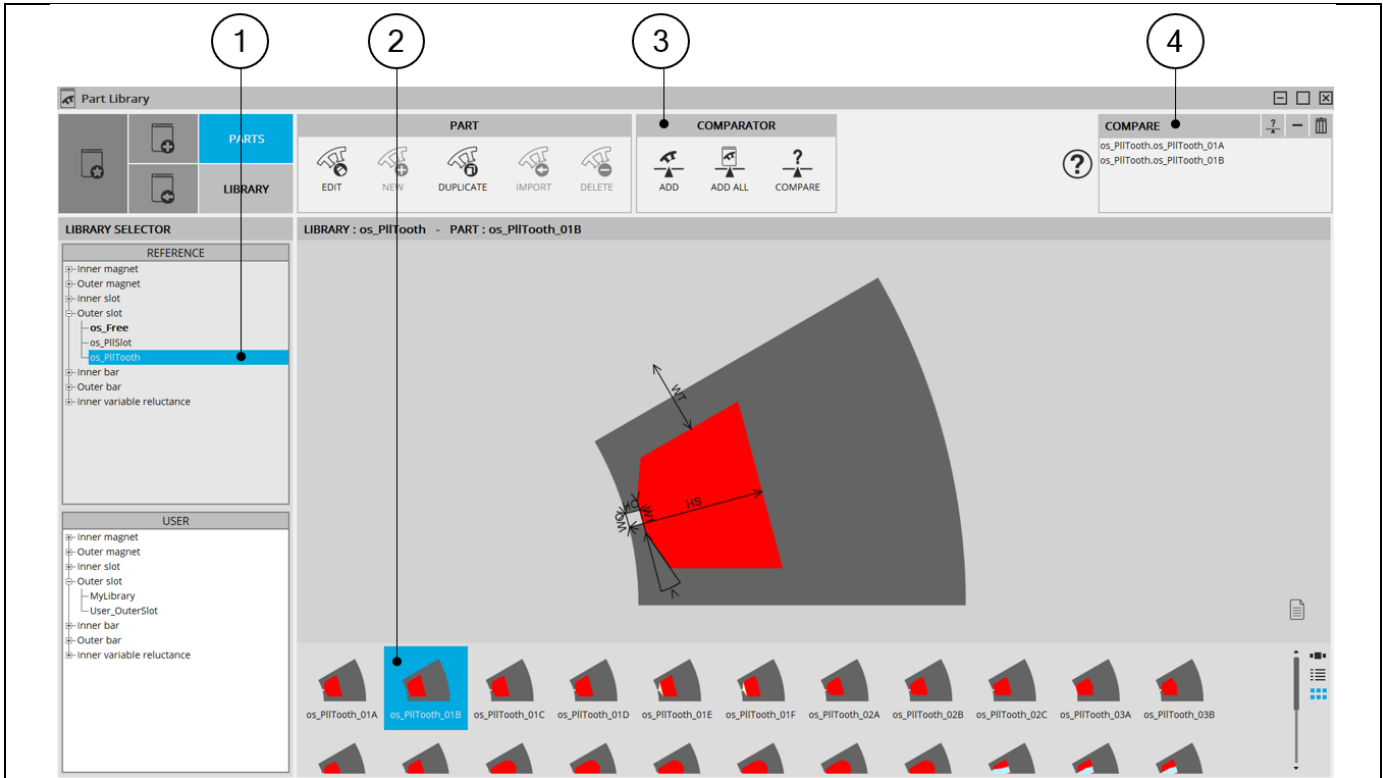 1
2
3
4
Part Library
PARTS
LIBRARY
PART
EDIT
NEW
DUPLICATE
IMPORT
DELETE
COMPARATOR
ADD
ADD ALL
?
COMPARE
?
COMPARE
?
os_PllTooth.os_PllTooth_01A
os_PllTooth.os_PllTooth_01B
LIBRARY SELECTOR
REFERENCE
Inner magnet
Outer magnet
Inner slot
Outer slot
os_Free
os_PllSlot
os_PllTooth
Inner bar
Outer bar
Inner variable reluctance
USER
Inner magnet
Outer magnet
Inner slot
Outer slot
MyLibrary
User_OuterSlot
Inner bar
Outer bar
Inner variable reluctance
LIBRARY : os_PllTooth - PART : os_PllTooth_01B
WT
HS
HO
WO
W1
os_PllTooth_01A
os_PllTooth_01B
os_PllTooth_01C
os_PllTooth_01D
os_PllTooth_01E
os_PllTooth_01F
os_PllTooth_02A
os_PllTooth_02B
os_PllTooth_02C
os_PllTooth_03A
os_PllTooth_03B